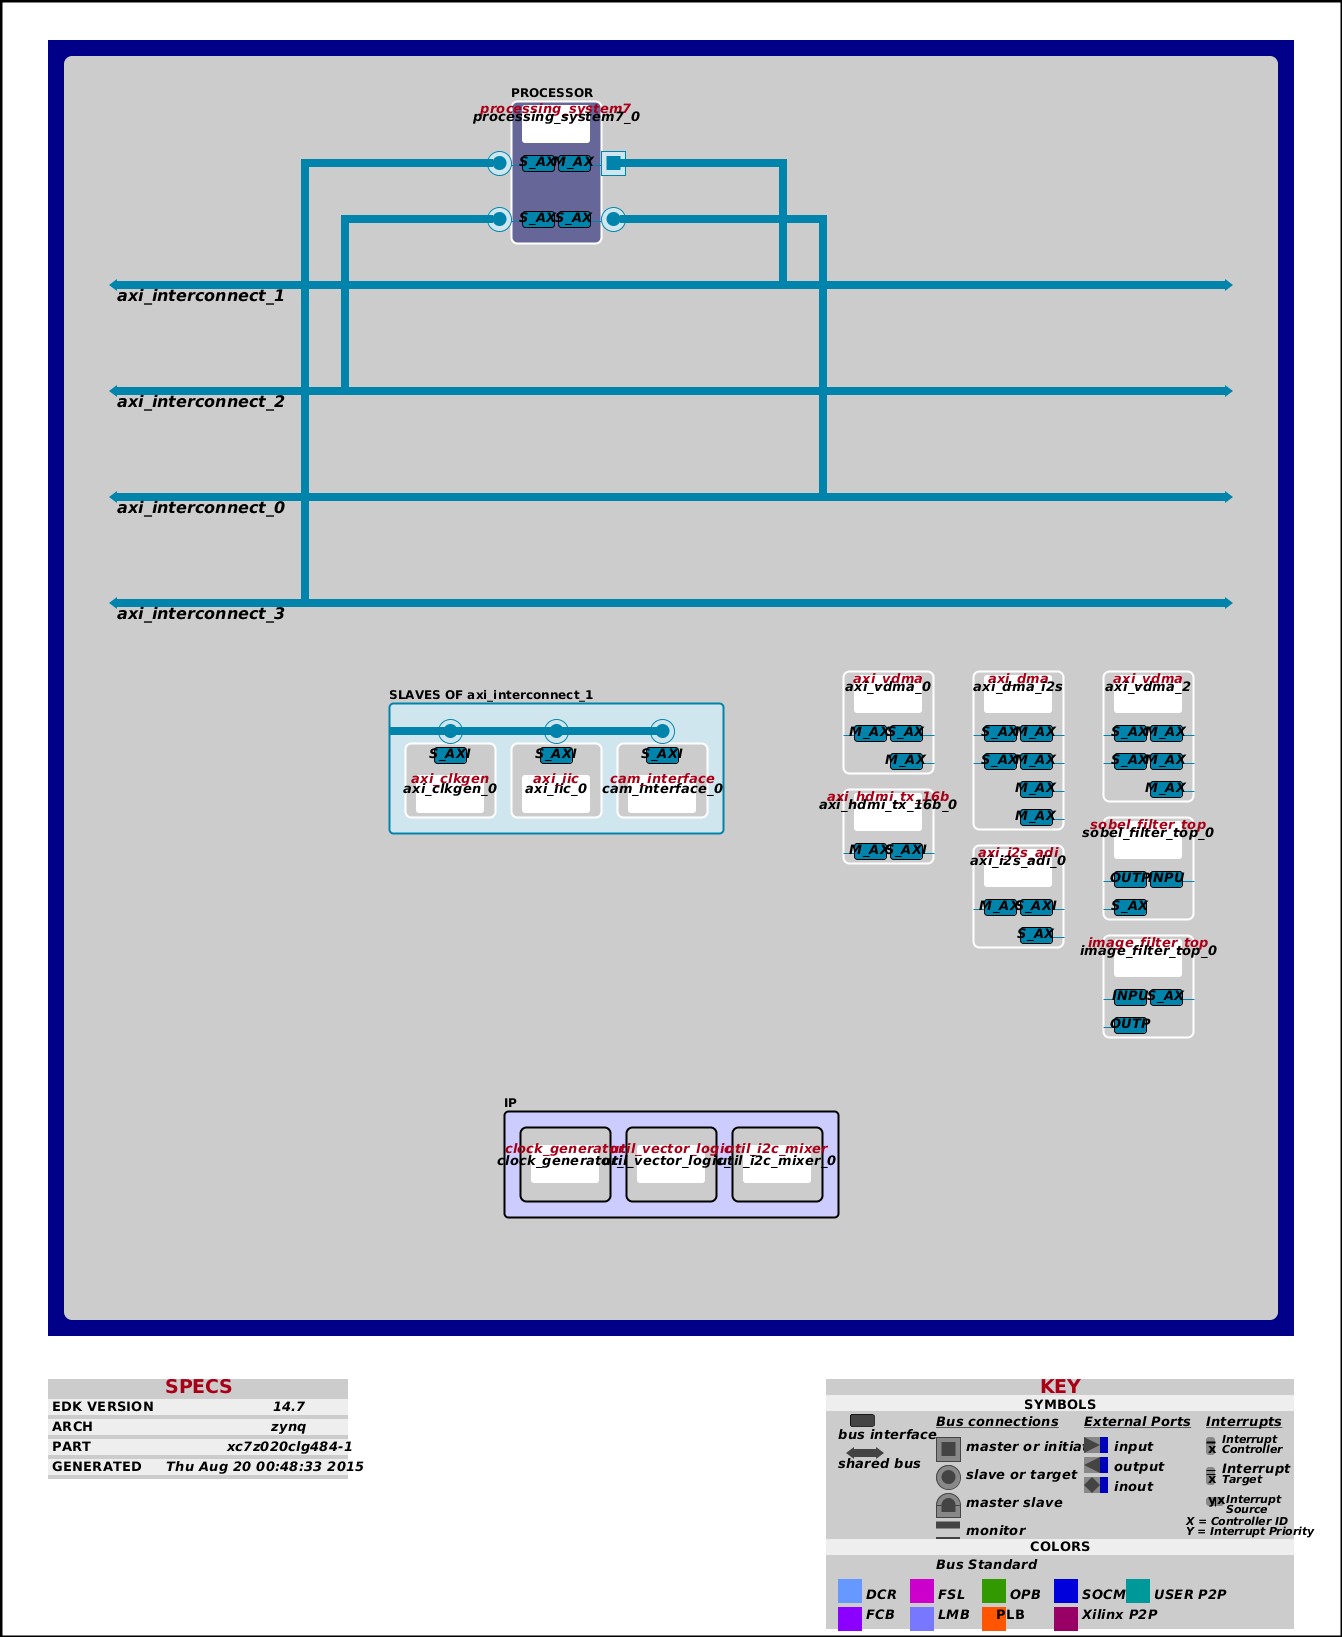 PROCESSOR
processing_system7
processing_system7_0
S_AX M_AX
S_AX S_AX
axi_interconnect_1
axi_interconnect_2
axi_interconnect_0
axi_interconnect_3
SLAVES OF axi_interconnect_1
S_AXI S_AXI S_AXI
axi_clkgen axi_iic cam_interface
axi_clkgen_0 axi_iic_0 cam_interface_0
axi_vdma
axi_vdma_0
M_AX S_AX
M_AX
axi_hdmi_tx_16b
axi_hdmi_tx_16b_0
M_AX S_AXI
axi_dma
axi_dma_i2s
S_AX M_AX
S_AX M_AX
M_AX
M_AX
axi_i2s_adi
axi_i2s_adi_0
M_AX S_AXI
S_AX
axi_vdma
axi_vdma_2
S_AX M_AX
S_AX M_AX
M_AX
sobel_filter_top
sobel_filter_top_0
OUTP INPU
S_AX
image_filter_top
image_filter_top_0
INPU S_AX
OUTP
IP
util_i2c_mixer
util_i2c_mixer_0
SPECS
EDK VERSION 14.7
ARCH zynq
PART xc7z020clg484-1
GENERATED Thu Aug 20 00:48:33 2015
KEY
SYMBOLS
bus interface
shared bus
Bus connections
master or initiat
slave or target
master slave
monitor
External Ports
input
output
inout
Interrupts
x Interrupt
Controller
x Interrupt
Target
yx Interrupt
Source
X = Controller ID
Y = Interrupt Priority
COLORS
Bus Standard
DCR FSL OPB SOCM USER P2P
FCB LMB PLB Xilinx P2P